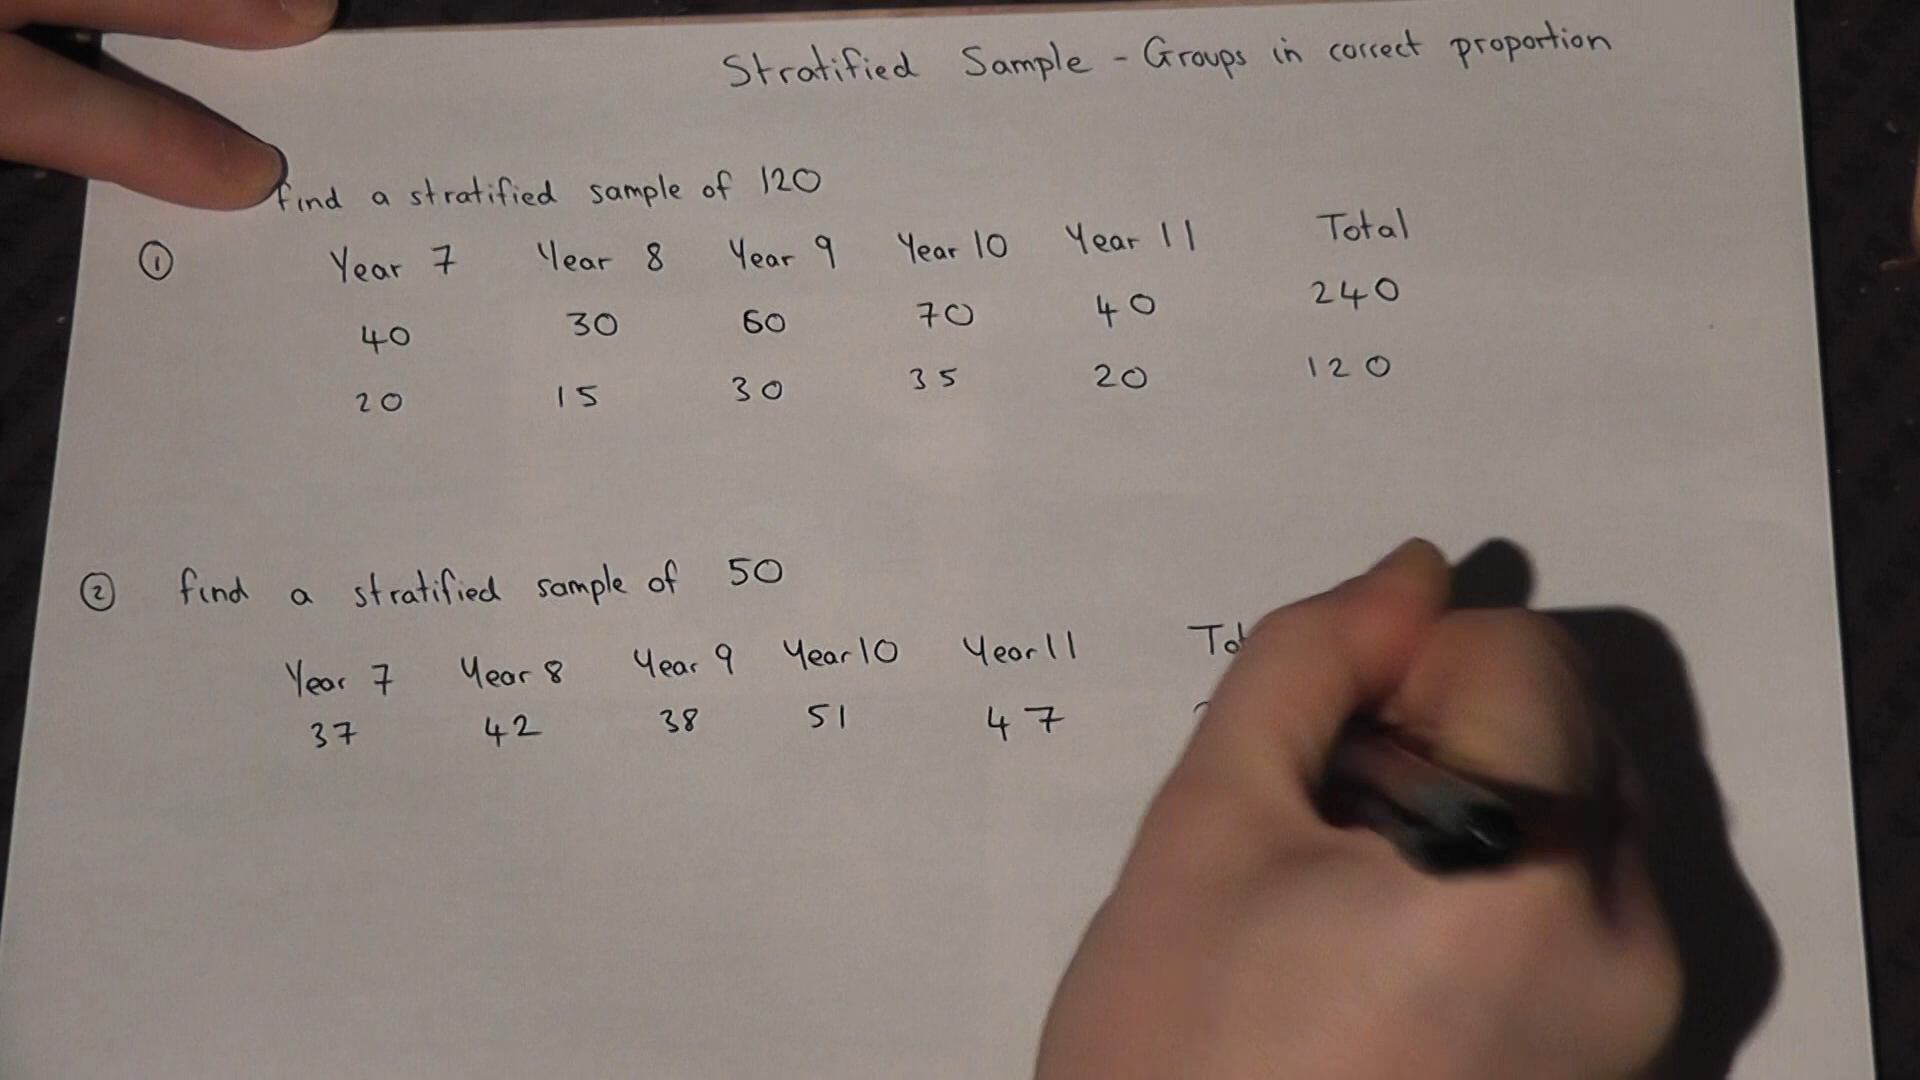 Stratified Sample - Groups in correct proportion
find a stratified sample of 120
① Year 7 Year 8 Year 9 Year 10 Year 11 Total
40 30 60 70 40 240
20 15 30 35 20 120
② find a stratified sample of 50
Year 7 Year 8 Year 9 Year 10 Year 11
37 42 38 51 47